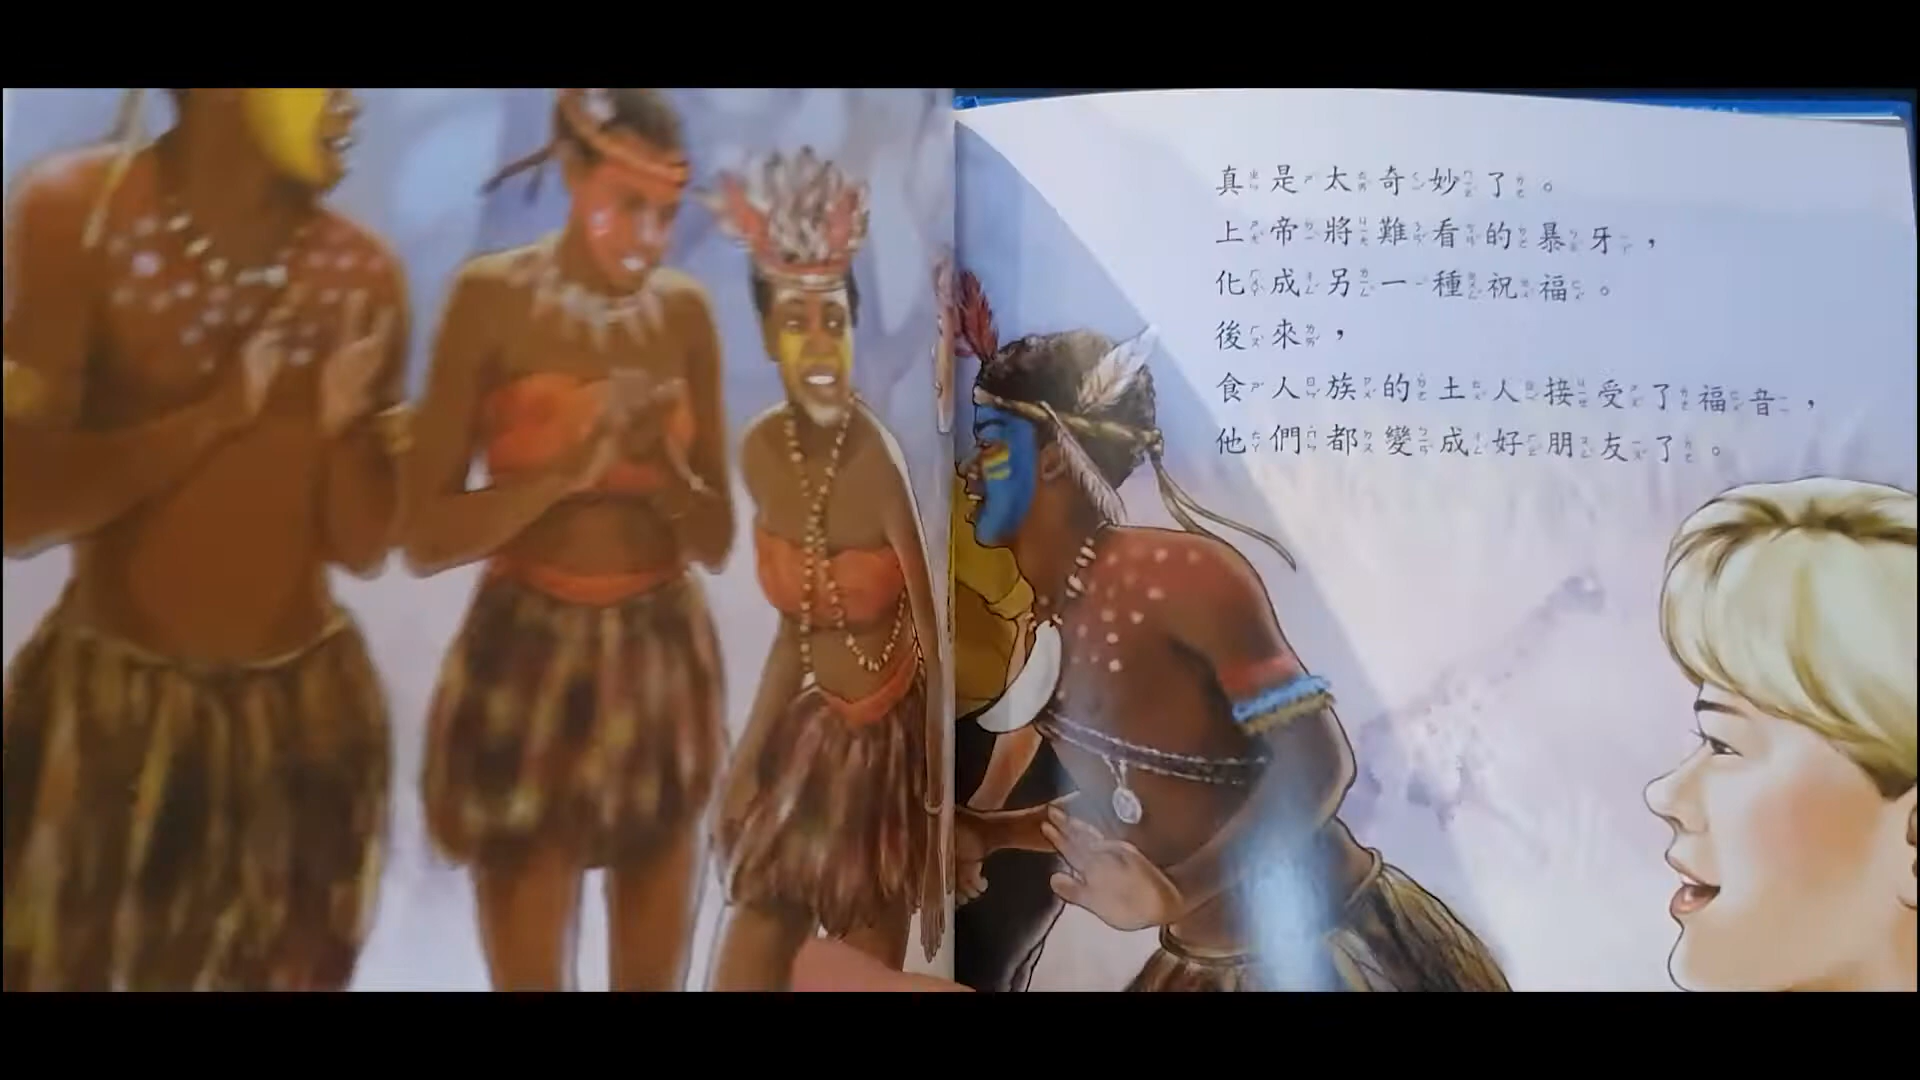 真是太奇妙了。
上帝將難看的暴牙，
化成另一種祝福。
後來，
食人族的土人接受了福音，
他們都變成好朋友了。